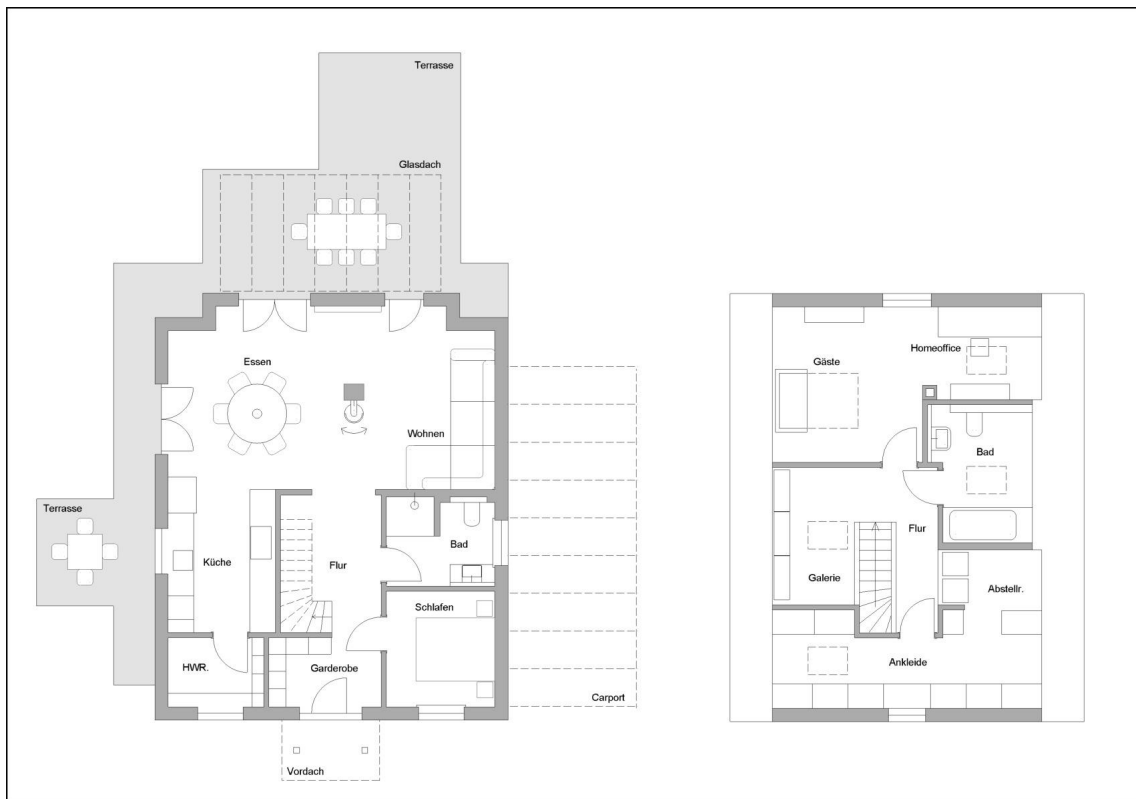 Terrasse
Glasdach
Essen
Wohnen
Terrasse
Küche
Flur
Bad
Schlafen
HWR.
Garderobe
Carport
Vordach
Gäste
Homeoffice
Bad
Flur
Galerie
Abstellr.
Ankleide